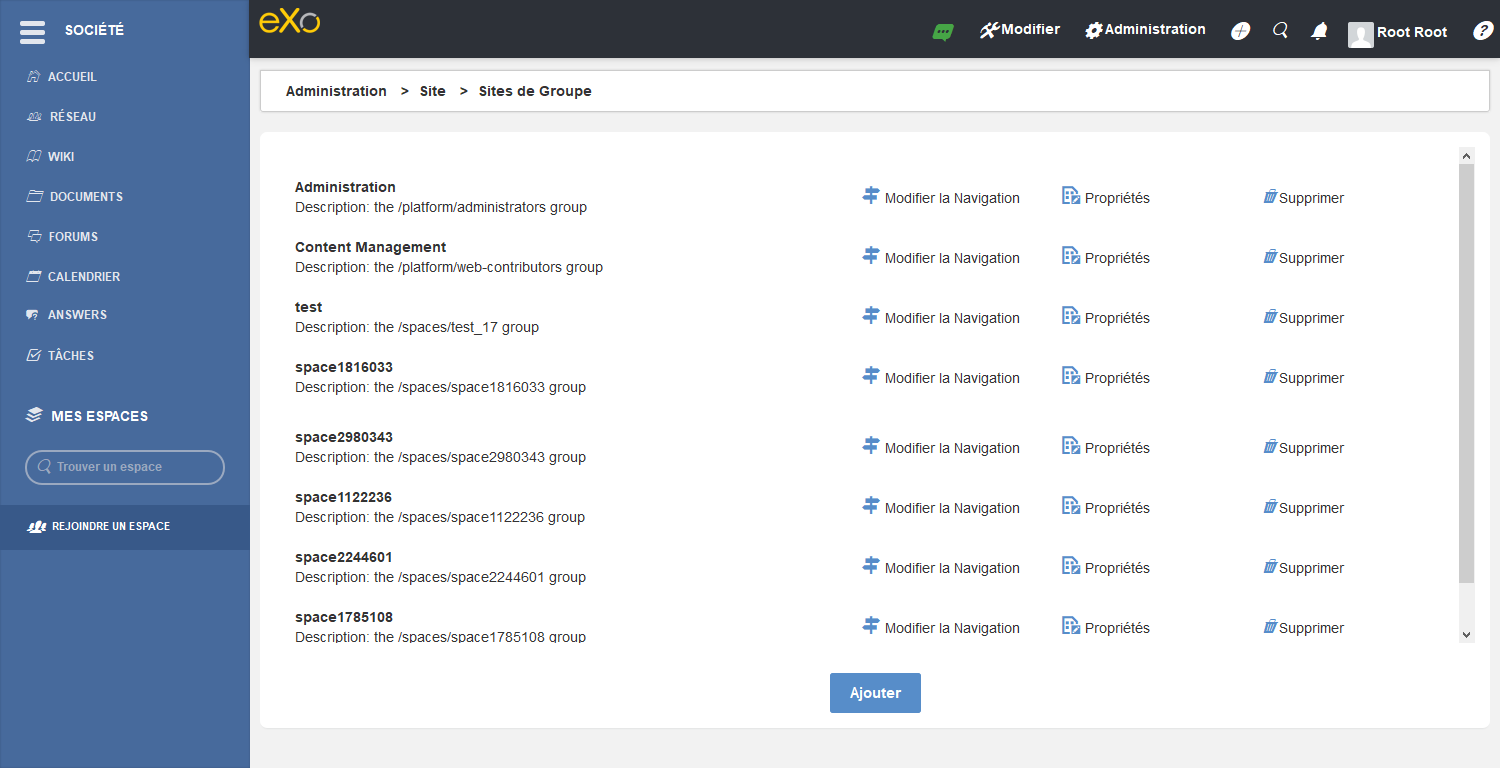 SOCIÉTÉ
ACCUEIL
RÉSEAU
WIKI
DOCUMENTS
FORUMS
CALENDRIER
ANSWERS
TÂCHES
MES ESPACES
Trouver un espace
REJOINDRE UN ESPACE
eXo
Modifier Administration Root Root ?
Administration > Site > Sites de Groupe
Administration
Description: the /platform/administrators group
Modifier la Navigation Propriétés Supprimer
Content Management
Description: the /platform/web-contributors group
Modifier la Navigation Propriétés Supprimer
test
Description: the /spaces/test_17 group
Modifier la Navigation Propriétés Supprimer
space1816033
Description: the /spaces/space1816033 group
Modifier la Navigation Propriétés Supprimer
space2980343
Description: the /spaces/space2980343 group
Modifier la Navigation Propriétés Supprimer
space1122236
Description: the /spaces/space1122236 group
Modifier la Navigation Propriétés Supprimer
space2244601
Description: the /spaces/space2244601 group
Modifier la Navigation Propriétés Supprimer
space1785108
Description: the /spaces/space1785108 group
Modifier la Navigation Propriétés Supprimer
Ajouter